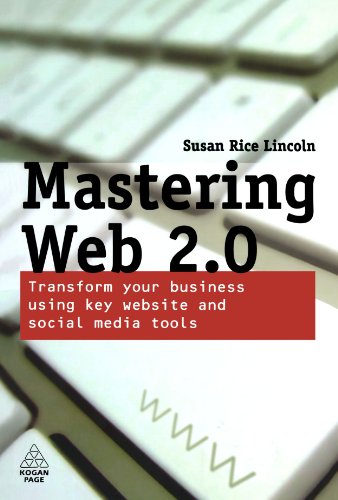 Susan Rice Lincoln
Mastering
Web 2.0
Transform your business
using key website and
social media tools
WWW
KOGAN
PAGE